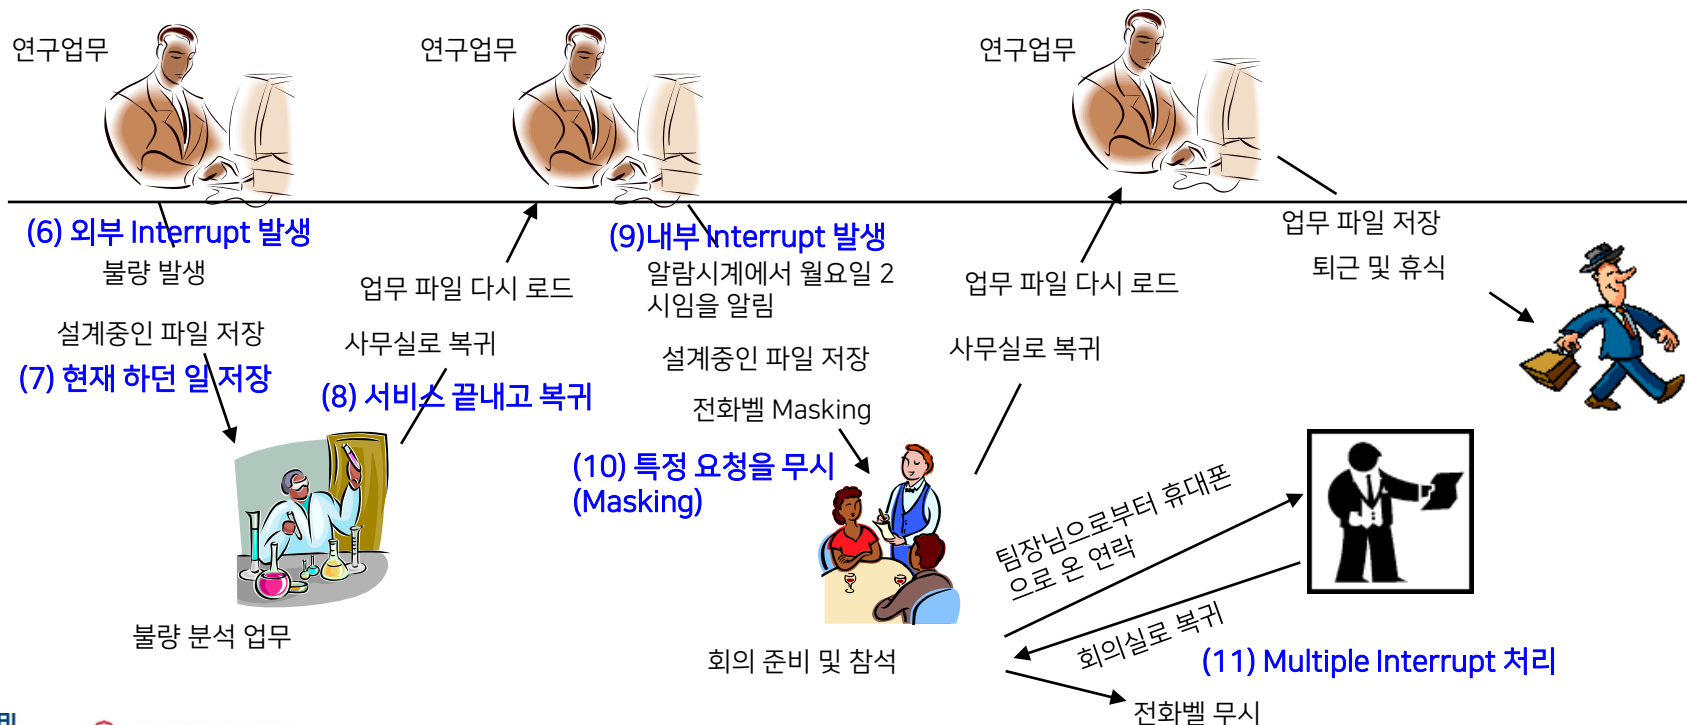 연구업무
연구업무
연구업무
(6) 외부 Interrupt 발생
불량 발생
설계중인 파일 저장
(7) 현재 하던 일 저장
불량 분석 업무
업무 파일 다시 로드
사무실로 복귀
(8) 서비스 끝내고 복귀
(9)내부 Interrupt 발생
알람시계에서 월요일 2
시임을 알림
설계중인 파일 저장
전화벨 Masking
(10) 특정 요청을 무시
(Masking)
회의 준비 및 참석
업무 파일 다시 로드
사무실로 복귀
팀장님으로부터 휴대폰
으로 온 연락
회의실로 복귀
(11) Multiple Interrupt 처리
전화벨 무시
업무 파일 저장
퇴근 및 휴식